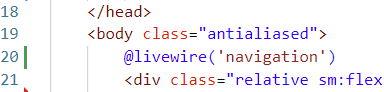 18 </head>
19 <body class="antialiased">
20 @livewire('navigation')
21 <div class="relative sm:flex